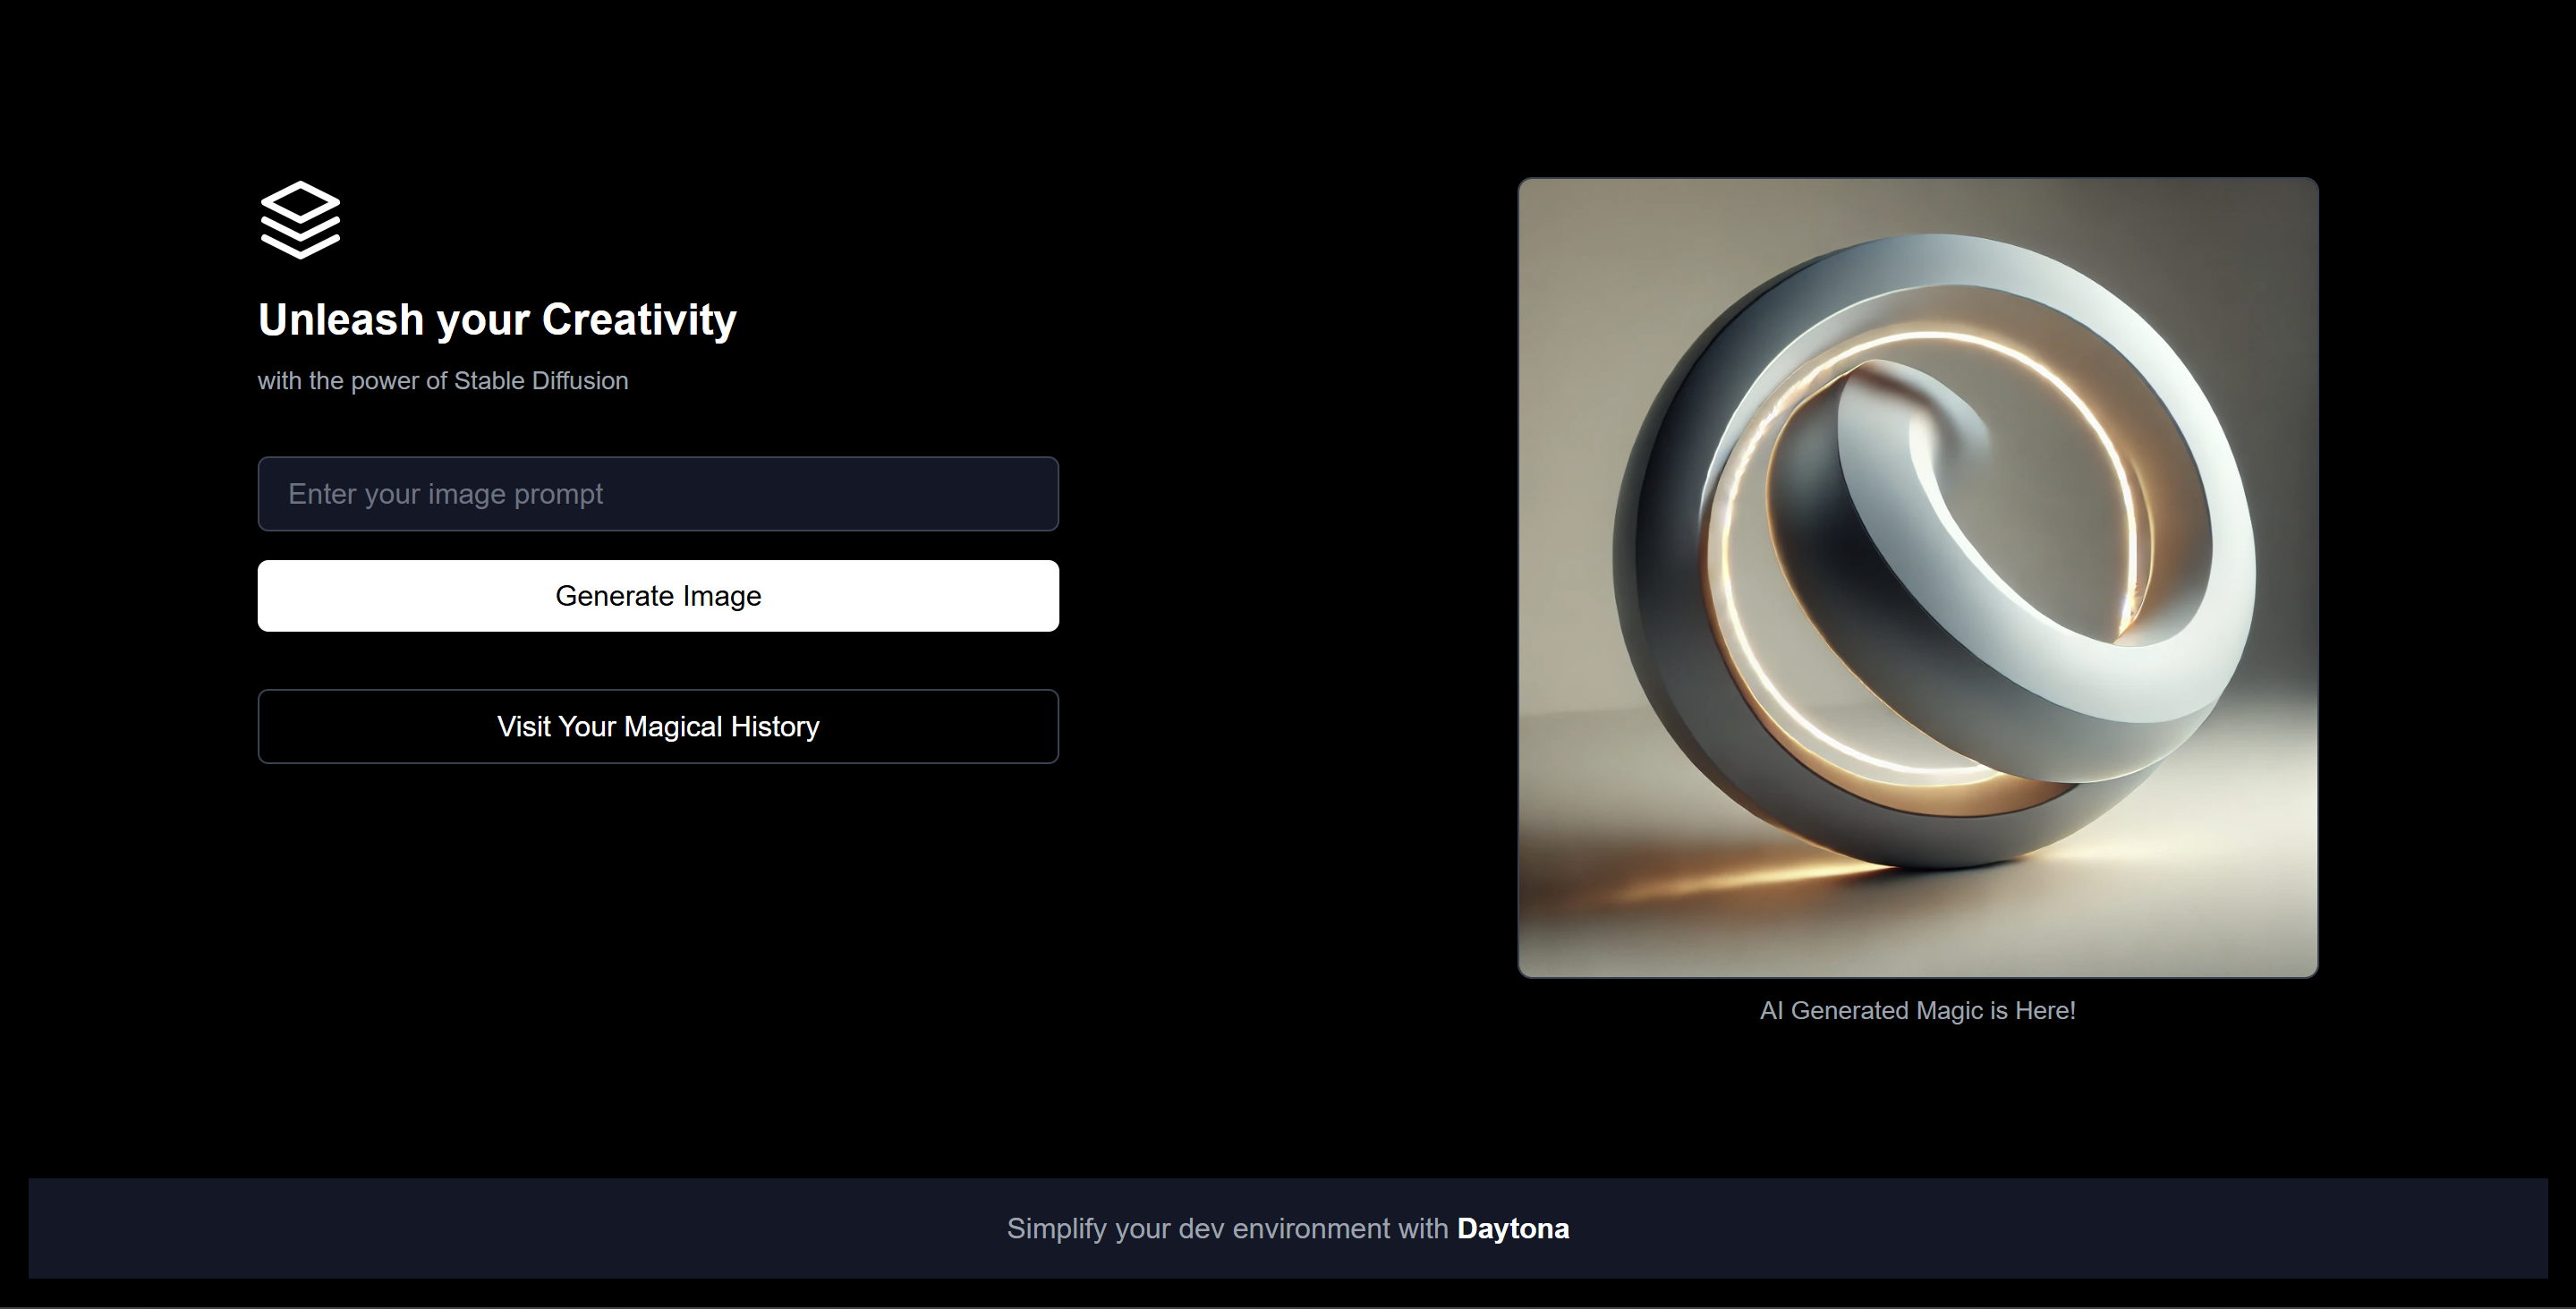 Unleash your Creativity
with the power of Stable Diffusion
Enter your image prompt
Generate Image
Visit Your Magical History
AI Generated Magic is Here!
Simplify your dev environment with Daytona